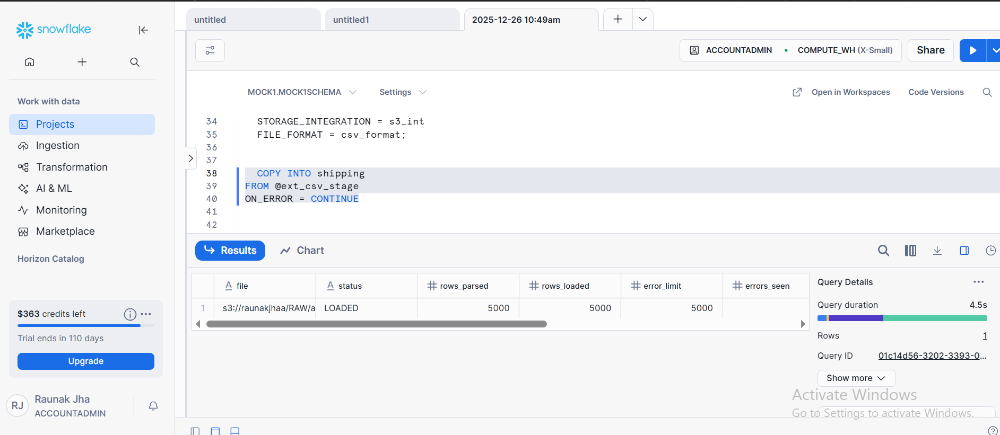 snowflake
Work with data
Projects
Ingestion
Transformation
AI & ML
Monitoring
Marketplace
Horizon Catalog
$363 credits left
Trial ends in 110 days
Upgrade
RJ
Raunak Jha
ACCOUNTADMIN
untitled
untitled1
2025-12-26 10:49am
ACCOUNTADMIN
COMPUTE_WH (X-Small)
Share
MOCK1.MOCK1SCHEMA
Settings
Open in Workspaces
Code Versions
34 STORAGE_INTEGRATION = s3_int
35 FILE_FORMAT = csv_format;
36
37
38 COPY INTO shipping
39 FROM @ext_csv_stage
40 ON_ERROR = CONTINUE
41
42
Results
Chart
A file
A status
# rows_parsed
# rows_loaded
# error_limit
# errors_seen
1 s3://raunakjhaa/RAW/a LOADED 5000 5000 5000
Query Details
Query duration 4.5s
Rows 1
Query ID 01c14d56-3202-3393-0...
Show more
Activate Windows
Go to Settings to activate Windows.